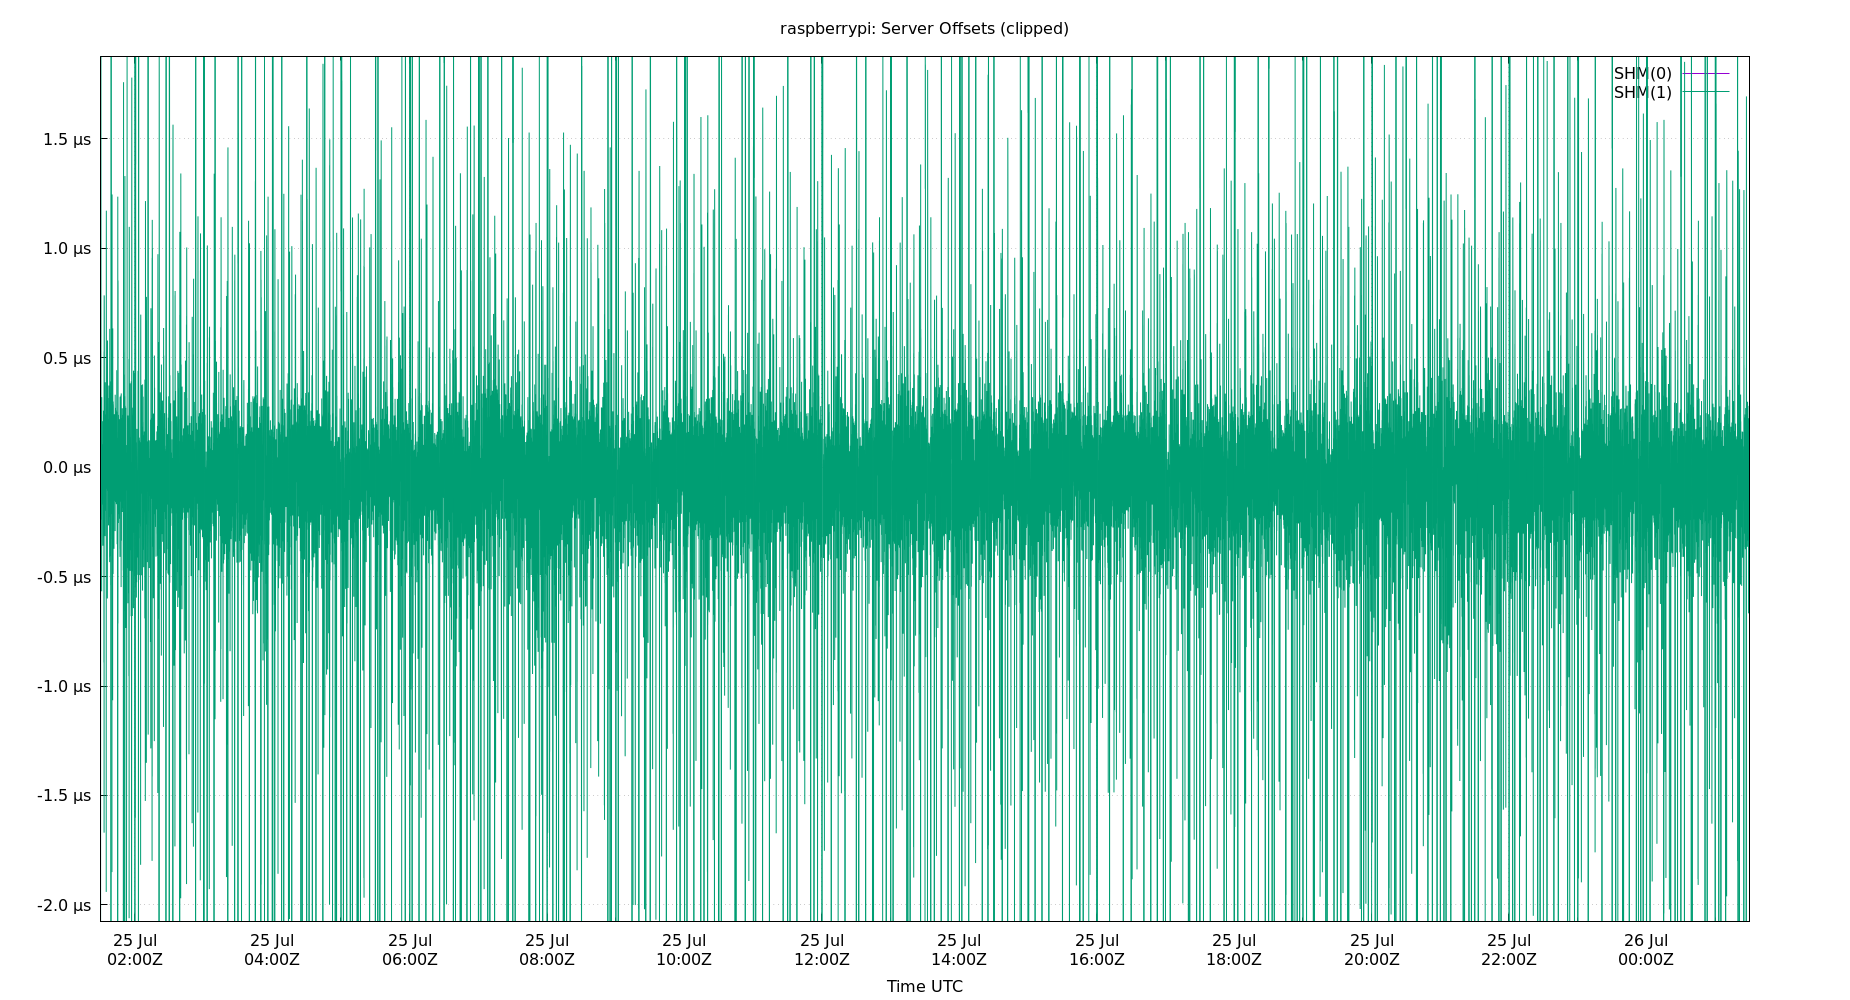 raspberrypi: Server Offsets (clipped)
SHM(0)
SHM(1)
1.5 µs
1.0 µs
0.5 µs
0.0 µs
-0.5 µs
-1.0 µs
-1.5 µs
-2.0 µs
25 Jul 25 Jul 25 Jul 25 Jul 25 Jul 25 Jul 25 Jul 25 Jul 25 Jul 25 Jul 25 Jul 26 Jul
02:00Z 04:00Z 06:00Z 08:00Z 10:00Z 12:00Z 14:00Z 16:00Z 18:00Z 20:00Z 22:00Z 00:00Z
Time UTC